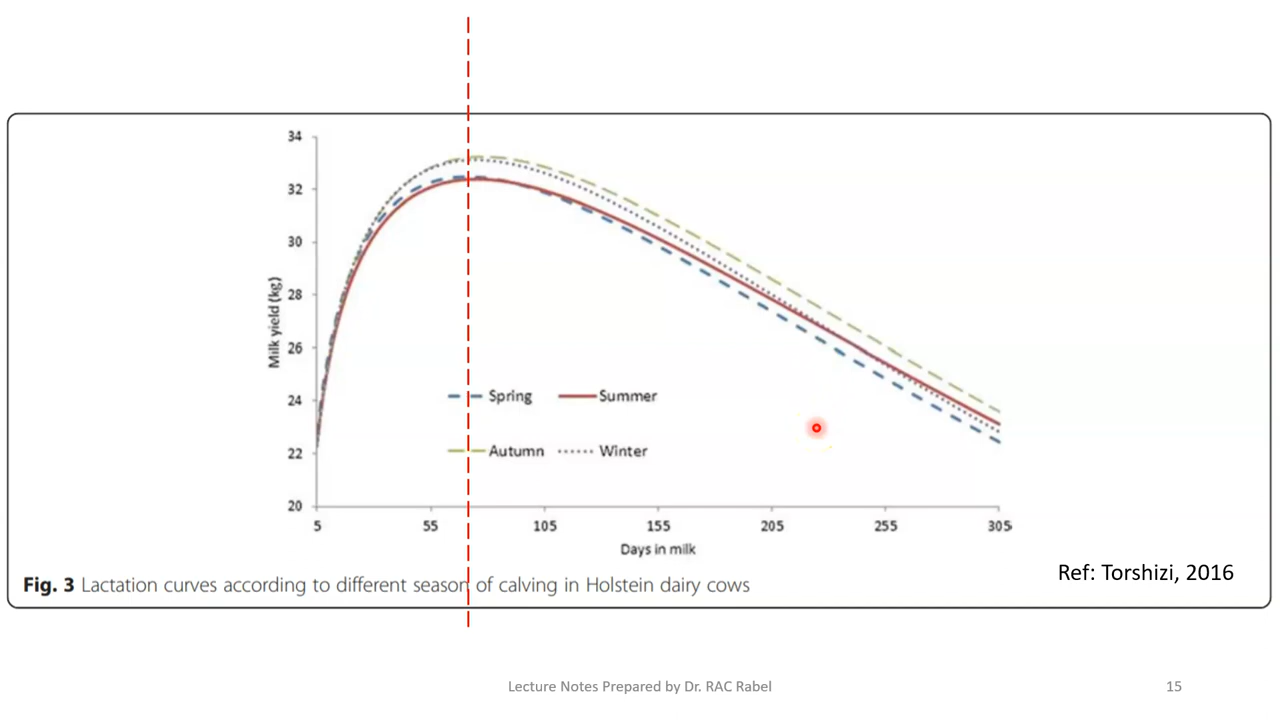 34
32
30
28
26
24
22
20
Milk yield (kg)
Spring Summer
Autumn Winter
5 55 105 155 205 255 305
Days in milk
Fig. 3 Lactation curves according to different season of calving in Holstein dairy cows
Ref: Torshizi, 2016
Lecture Notes Prepared by Dr. RAC Rabel
15